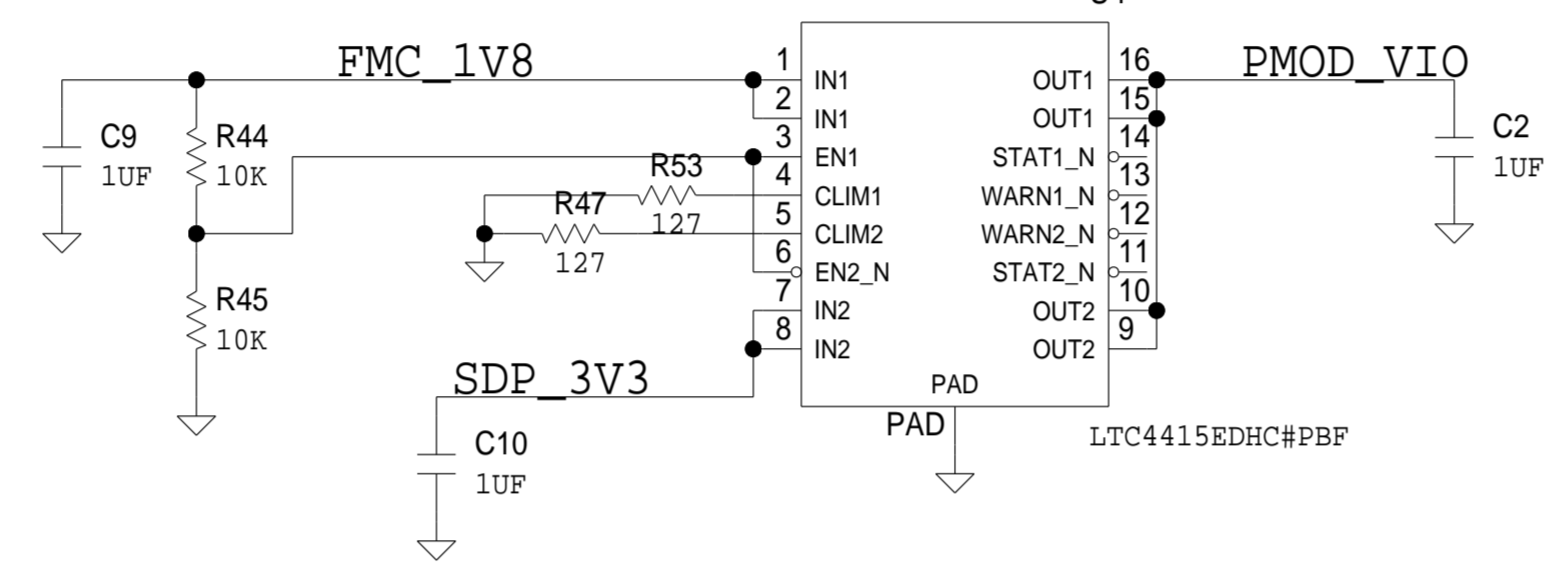 FMC_1V8
PMOD_VIO
C9
1UF
R44
10K
R45
10K
R53
127
R47
127
SDP_3V3
C10
1UF
C2
1UF
1 IN1
2 IN1
3 EN1
4 CLIM1
5 CLIM2
6 EN2_N
7 IN2
8 IN2
OUT1 16
OUT1 15
STAT1_N 14
WARN1_N 13
WARN2_N 12
STAT2_N 11
OUT2 10
OUT2 9
PAD
PAD
LTC4415EDHC#PBF